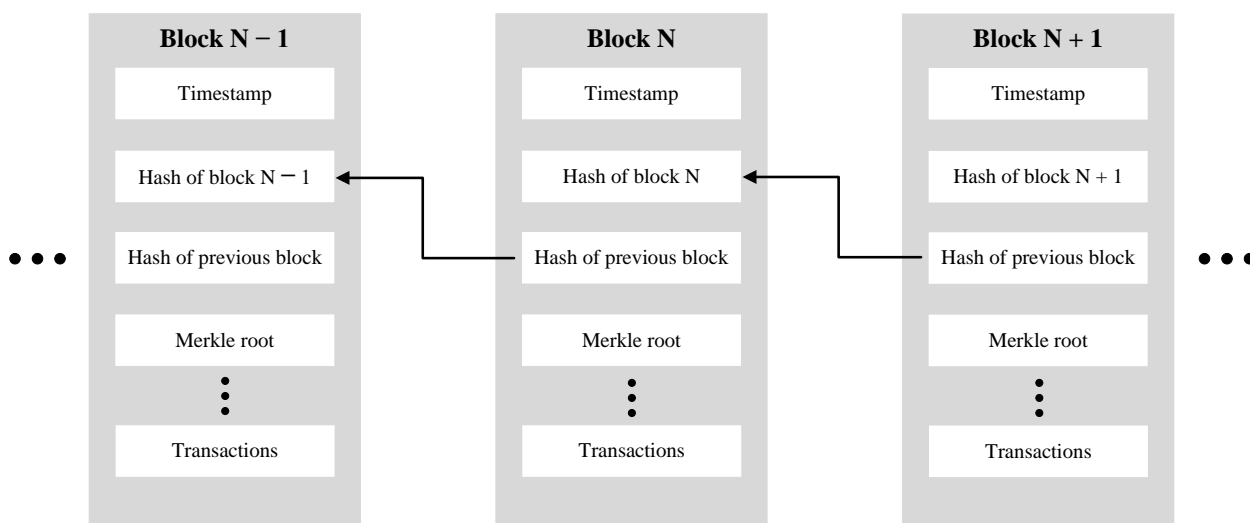 Block N − 1
Timestamp
Hash of block N − 1
Hash of previous block
Merkle root
Transactions
Block N
Timestamp
Hash of block N
Hash of previous block
Merkle root
Transactions
Block N + 1
Timestamp
Hash of block N + 1
Hash of previous block
Merkle root
Transactions